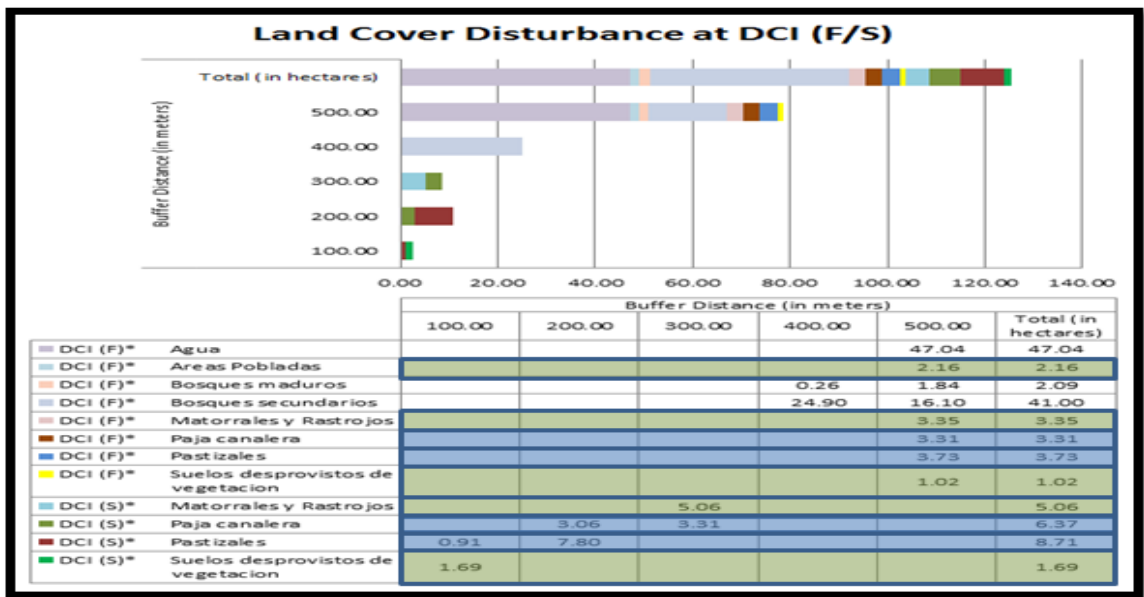 Land Cover Disturbance at DCI (F/S)
Buffer Distance (in meters)
Total (in hectares)
500.00
400.00
300.00
200.00
100.00
0.00 20.00 40.00 60.00 80.00 100.00 120.00 140.00
Buffer Distance (in meters)
100.00 200.00 300.00 400.00 500.00 Total (in
hectares)
DCI (F)* Agua 47.04 47.04
DCI (F)* Areas Pobladas 2.16 2.16
DCI (F)* Bosques maduros 0.26 1.84 2.09
DCI (F)* Bosques secundarios 24.90 16.10 41.00
DCI (F)* Matorrales y Rastrojos 3.35 3.35
DCI (F)* Paja canalera 3.31 3.31
DCI (F)* Pastizales 3.73 3.73
DCI (F)* Suelos desprovistos de
vegetacion 1.02 1.02
DCI (S)* Matorrales y Rastrojos 5.06 5.06
DCI (S)* Paja canalera 3.06 3.31 6.37
DCI (S)* Pastizales 0.91 7.80 8.71
DCI (S)* Suelos desprovistos de
vegetacion 1.69 1.69